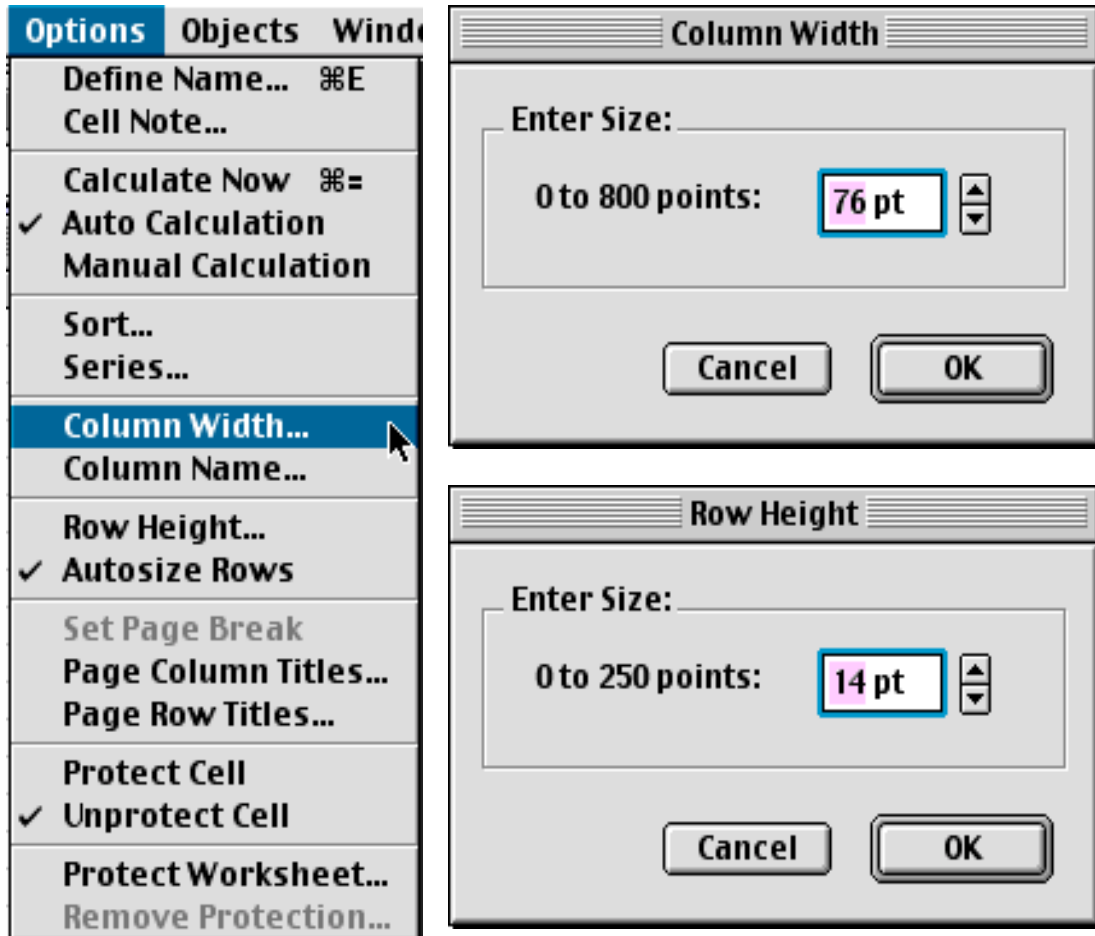 Options Objects
Define Name... ⌘E
Cell Note...
Calculate Now ⌘=
✓ Auto Calculation
Manual Calculation
Sort...
Series...
Column Width...
Column Name...
Row Height...
✓ Autosize Rows
Set Page Break
Page Column Titles...
Page Row Titles...
Protect Cell
✓ Unprotect Cell
Protect Worksheet...
Remove Protection...
Column Width
Enter Size:
0 to 800 points: 76 pt
Cancel OK
Row Height
Enter Size:
0 to 250 points: 14 pt
Cancel OK